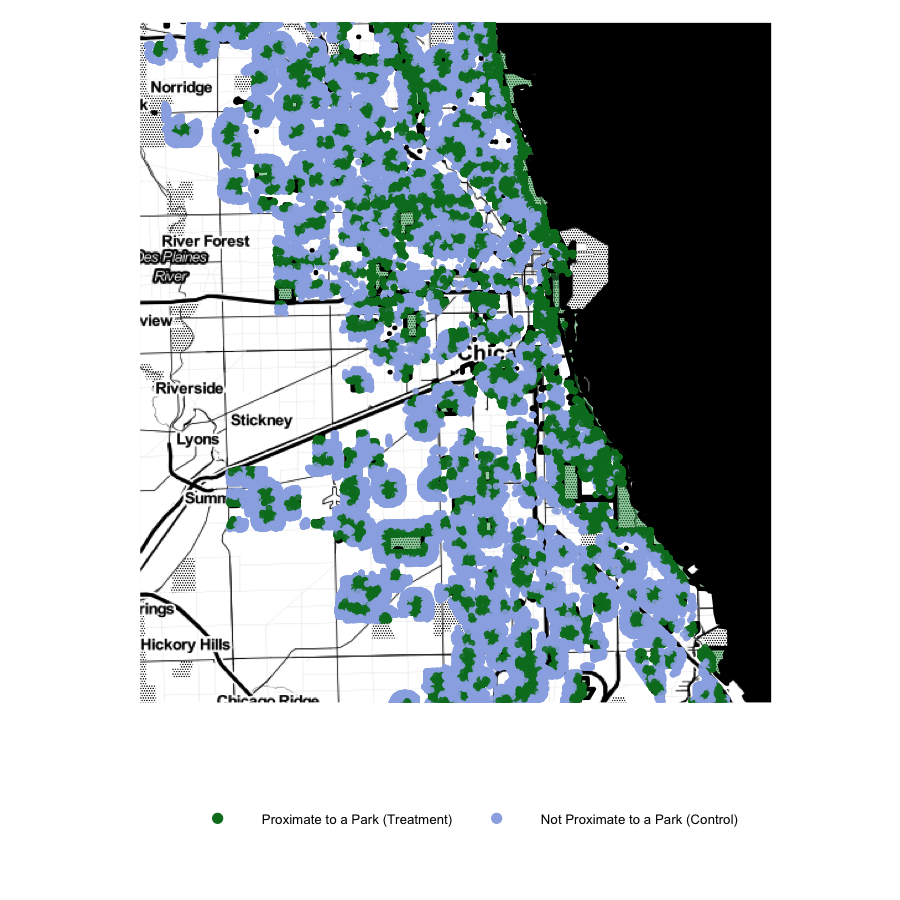 Norridge
k
River Forest
Des Plaines
River
view
Chica
Riverside
Stickney
Lyons
Summ
rings
Hickory Hills
Chicago Ridge
Proximate to a Park (Treatment) Not Proximate to a Park (Control)